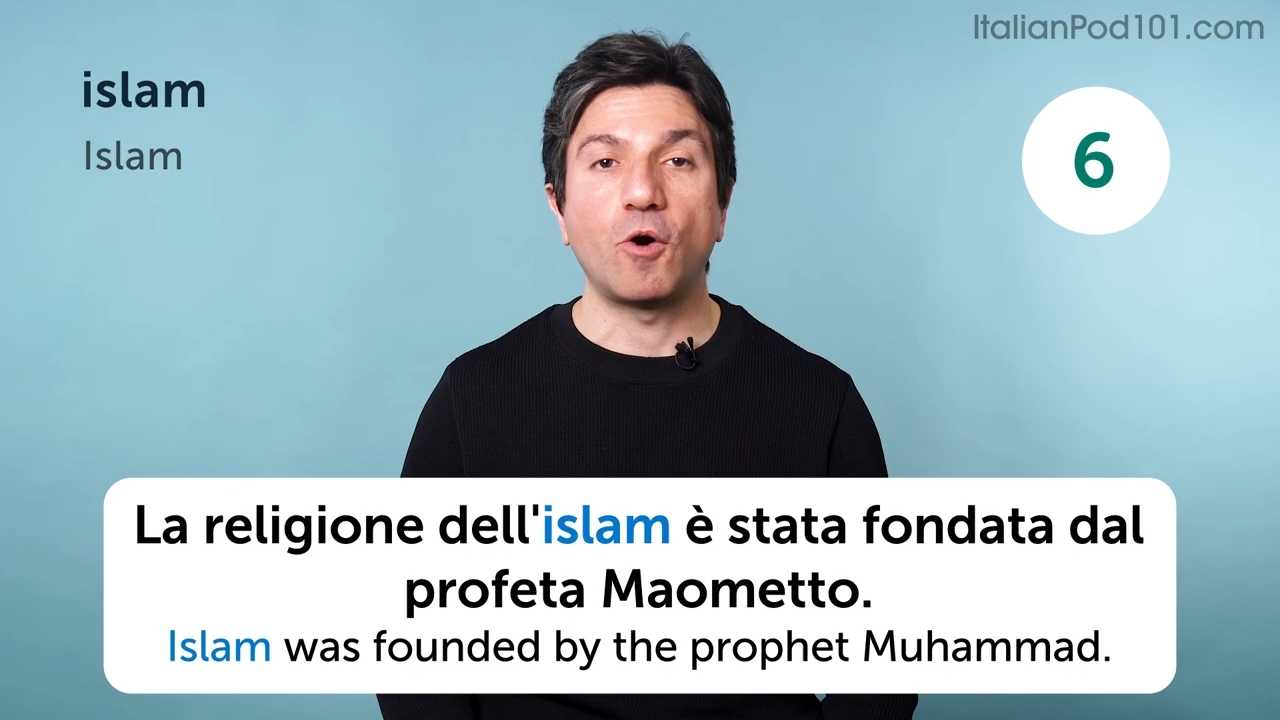 ItalianPod101.com
islam
Islam
6
La religione dell'islam è stata fondata dal
profeta Maometto.
Islam was founded by the prophet Muhammad.